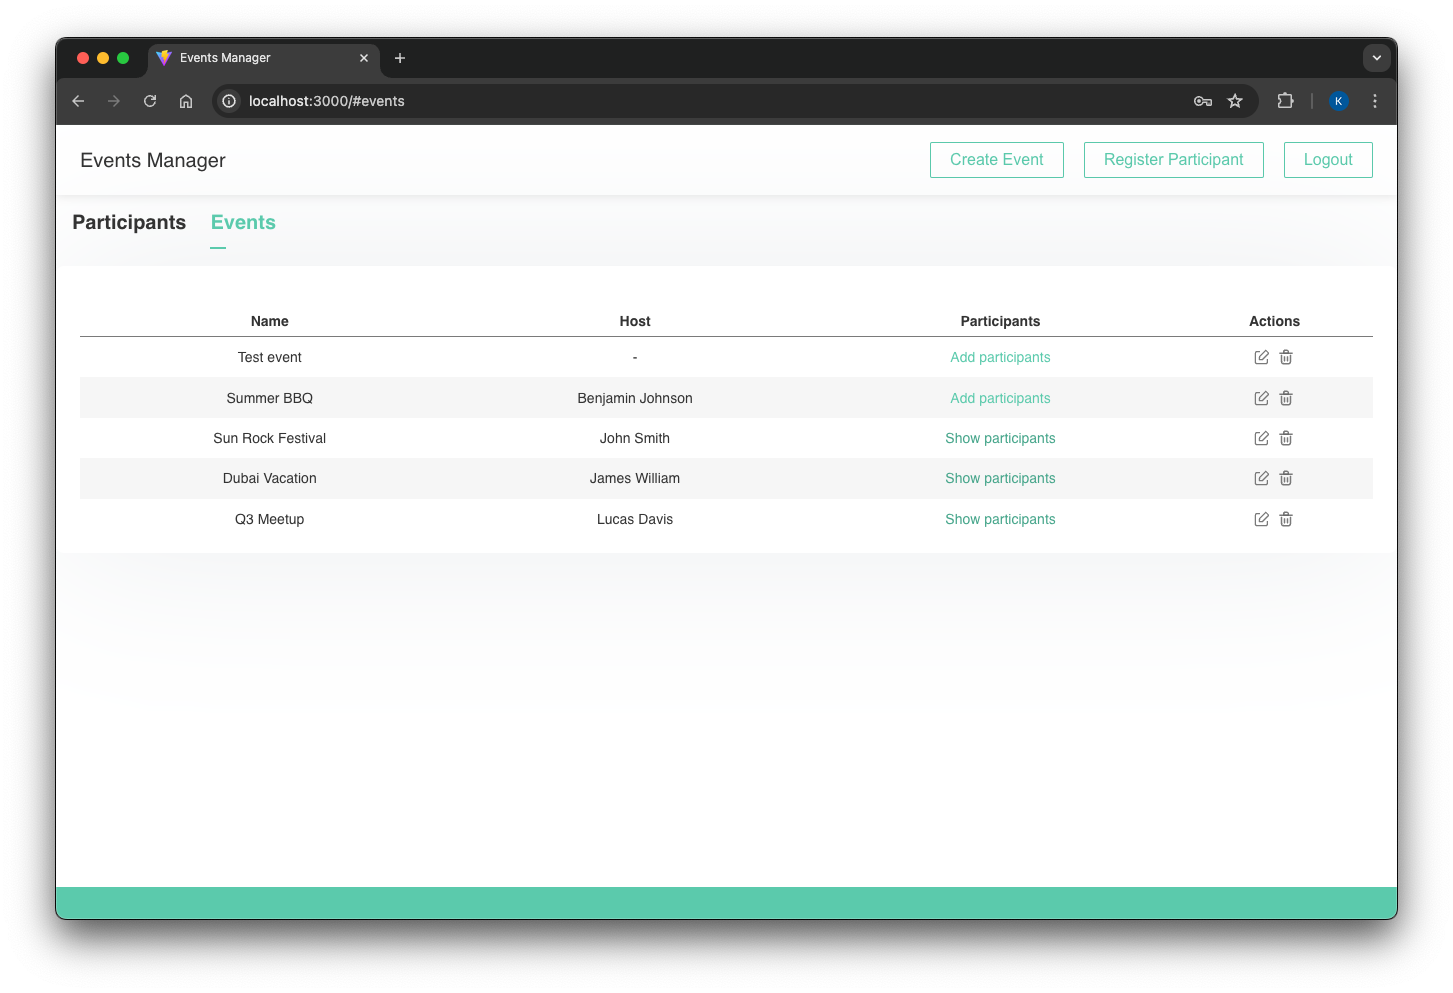 Events Manager
localhost:3000/#events
K
Events Manager
Create Event
Register Participant
Logout
Participants
Events
Name Host Participants Actions
Test event - Add participants
Summer BBQ Benjamin Johnson Add participants
Sun Rock Festival John Smith Show participants
Dubai Vacation James William Show participants
Q3 Meetup Lucas Davis Show participants